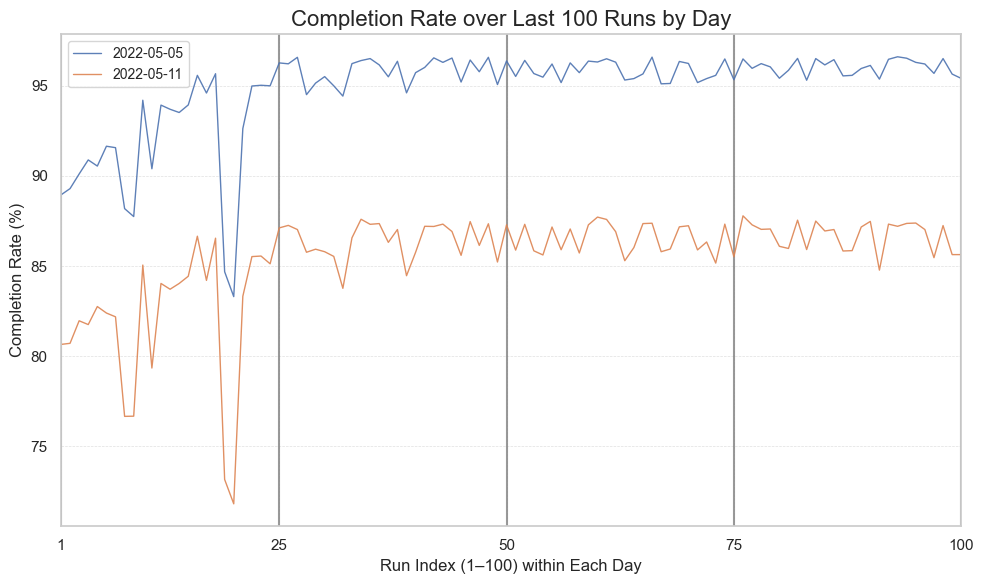 Completion Rate over Last 100 Runs by Day
2022-05-05
2022-05-11
Completion Rate (%)
95
90
85
80
75
1 25 50 75 100
Run Index (1–100) within Each Day